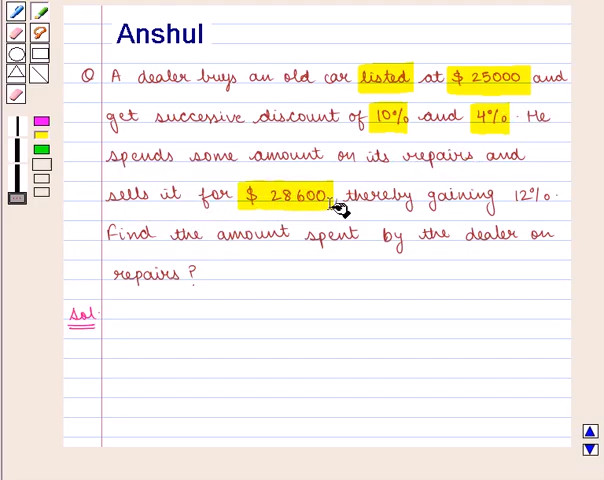 Anshul
Q A dealer buys an old car listed at $ 25000 and
get successive discount of 10% and 4%. He
spends some amount on its repairs and
sells it for $ 28600, thereby gaining 12%.
Find the amount spent by the dealer on
repairs?
Sol.